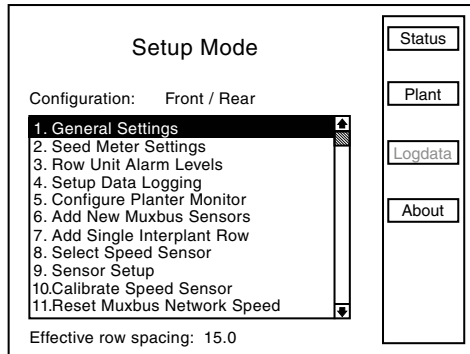 Setup Mode
Configuration: Front / Rear
1. General Settings
2. Seed Meter Settings
3. Row Unit Alarm Levels
4. Setup Data Logging
5. Configure Planter Monitor
6. Add New Muxbus Sensors
7. Add Single Interplant Row
8. Select Speed Sensor
9. Sensor Setup
10.Calibrate Speed Sensor
11.Reset Muxbus Network Speed
Effective row spacing: 15.0
Status
Plant
Logdata
About